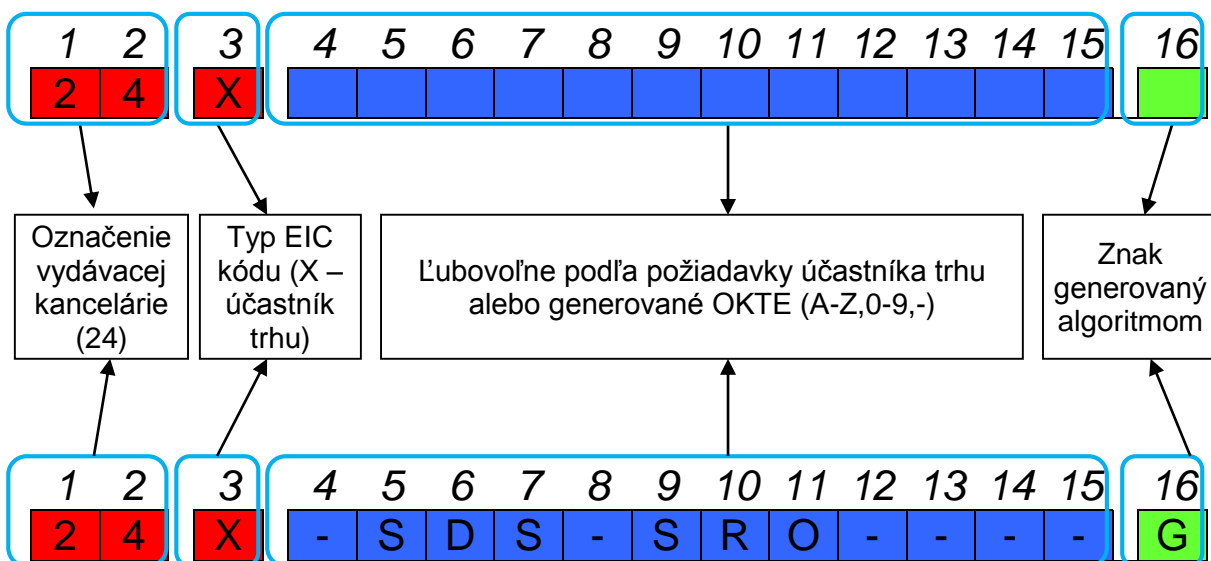 1 2 3 4 5 6 7 8 9 10 11 12 13 14 15 16
2 4 X
Označenie
vydávacej
kancelárie
(24)
Typ EIC
kódu (X –
účastník
trhu)
Ľubovoľne podľa požiadavky účastníka trhu
alebo generované OKTE (A-Z,0-9,-)
Znak
generovaný
algoritmom
1 2 3 4 5 6 7 8 9 10 11 12 13 14 15 16
2 4 X - S D S - S R O - - - - G